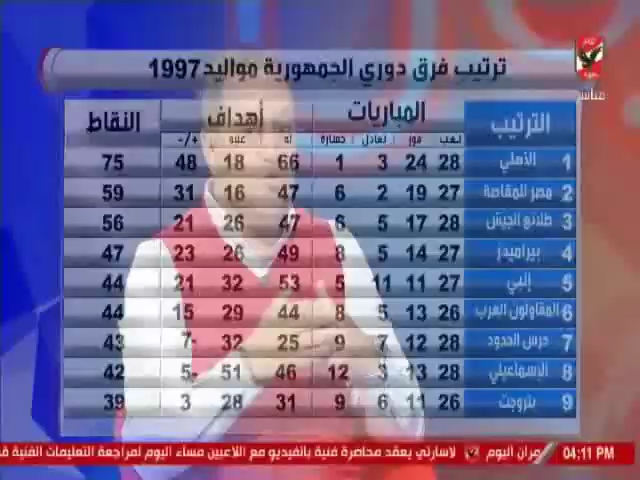 ترتيب فرق دوري الجمهورية مواليد 1997
مباشر
الترتيب المباريات أهداف النقاط
لعب فوز تعادل خسارة له عليه +/-
1 الأهلي 28 24 3 1 66 18 48 75
2 مصر للمقاصة 27 19 2 6 47 16 31 59
3 طلائع الجيش 28 17 5 6 47 26 21 56
4 بيراميدز 27 14 5 8 49 26 23 47
5 إنبي 27 11 11 5 53 32 21 44
6 المقاولون العرب 26 13 5 8 44 29 15 44
7 حرس الحدود 28 12 7 9 25 32 -7 43
8 الإسماعيلي 28 13 3 12 46 51 -5 42
9 بتروجت 26 11 6 9 31 28 3 39
مران اليوم لاسارتي يعقد محاضرة فنية بالفيديو مع اللاعبين مساء اليوم لمراجعة التعليمات الفنية
04:11 PM